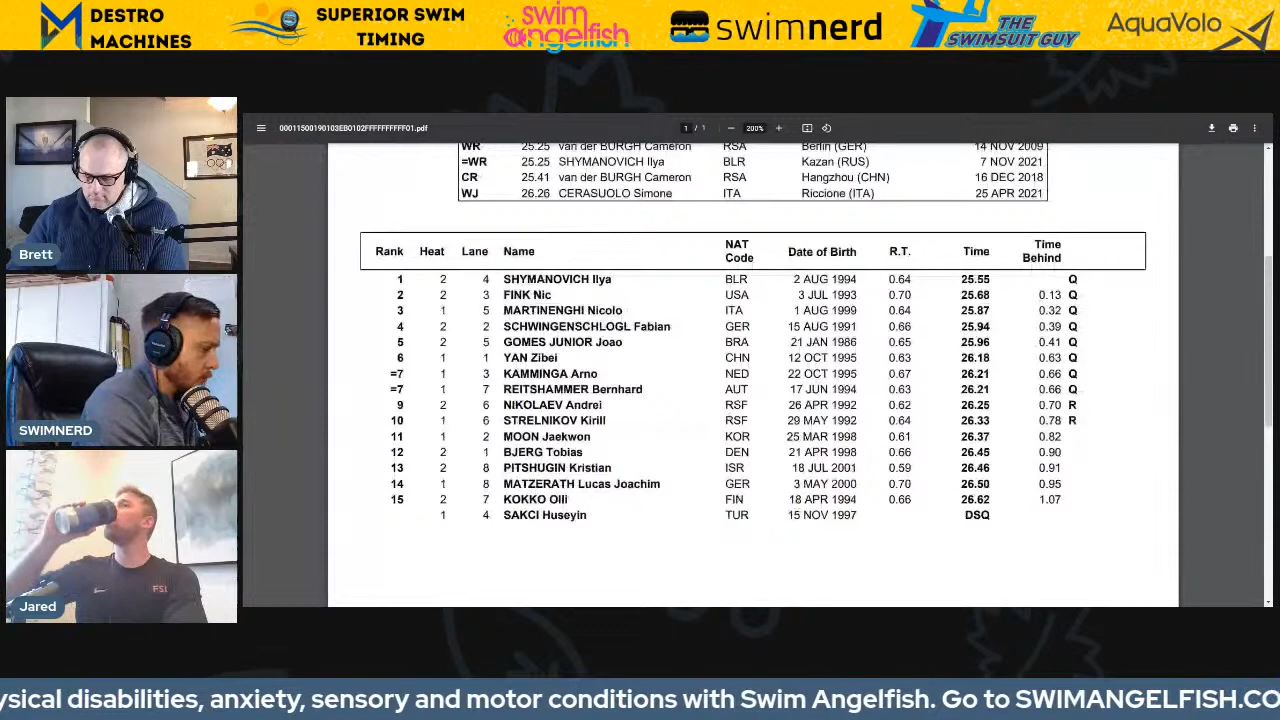 DESTRO
MACHINES
SUPERIOR SWIM
TIMING
swim
angelfish
swimnerd
THE
SWIMSUIT GUY
AquaVolo
00011500190103EB0102FFFFFFFFFF01.pdf
1 / 1
200%
WR 25.25 van der BURGH Cameron RSA Berlin (GER) 14 NOV 2009
=WR 25.25 SHYMANOVICH Ilya BLR Kazan (RUS) 7 NOV 2021
CR 25.41 van der BURGH Cameron RSA Hangzhou (CHN) 16 DEC 2018
WJ 26.26 CERASUOLO Simone ITA Riccione (ITA) 25 APR 2021
Rank Heat Lane Name NAT Code Date of Birth R.T. Time Time Behind
1 2 4 SHYMANOVICH Ilya BLR 2 AUG 1994 0.64 25.55 Q
2 2 3 FINK Nic USA 3 JUL 1993 0.70 25.68 0.13 Q
3 1 5 MARTINENGHI Nicolo ITA 1 AUG 1999 0.64 25.87 0.32 Q
4 2 2 SCHWINGENSCHLOGL Fabian GER 15 AUG 1991 0.66 25.94 0.39 Q
5 2 5 GOMES JUNIOR Joao BRA 21 JAN 1986 0.65 25.96 0.41 Q
6 1 1 YAN Zibei CHN 12 OCT 1995 0.63 26.18 0.63 Q
=7 1 3 KAMMINGA Arno NED 22 OCT 1995 0.67 26.21 0.66 Q
=7 1 7 REITSHAMMER Bernhard AUT 17 JUN 1994 0.63 26.21 0.66 Q
9 2 6 NIKOLAEV Andrei RSF 26 APR 1992 0.62 26.25 0.70 R
10 1 6 STRELNIKOV Kirill RSF 29 MAY 1992 0.64 26.33 0.78 R
11 1 2 MOON Jaekwon KOR 25 MAR 1998 0.61 26.37 0.82
12 2 1 BJERG Tobias DEN 21 APR 1998 0.66 26.45 0.90
13 2 8 PITSHUGIN Kristian ISR 18 JUL 2001 0.59 26.46 0.91
14 1 8 MATZERATH Lucas Joachim GER 3 MAY 2000 0.70 26.50 0.95
15 2 7 KOKKO Olli FIN 18 APR 1994 0.66 26.62 1.07
1 4 SAKCI Huseyin TUR 15 NOV 1997 DSQ
Brett
SWIMNERD
Jared
ysical disabilities, anxiety, sensory and motor conditions with Swim Angelfish. Go to SWIMANGELFISH.CO